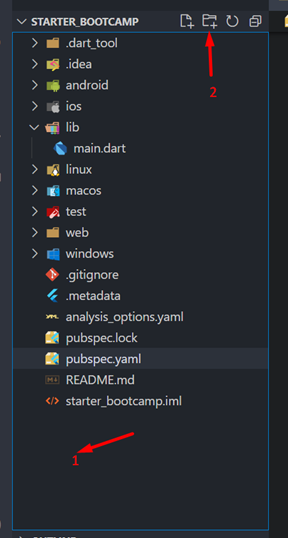 STARTER_BOOTCAMP
2
.dart_tool
.idea
android
ios
lib
main.dart
linux
macos
test
web
windows
.gitignore
.metadata
analysis_options.yaml
pubspec.lock
pubspec.yaml
README.md
starter_bootcamp.iml
1